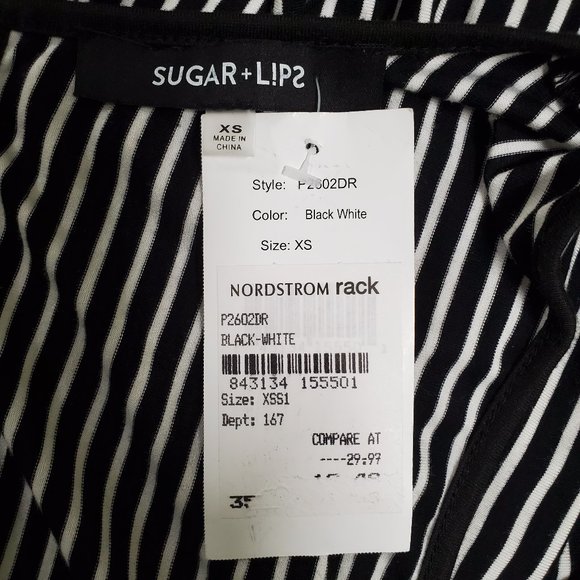 SUGAR+L!PS
XS
MADE IN
CHINA
Style: P2602DR
Color: Black White
Size: XS
NORDSTROM rack
P2602DR
BLACK-WHITE
843134 155501
Size: XSS1
Dept: 167
COMPARE AT
----29.97